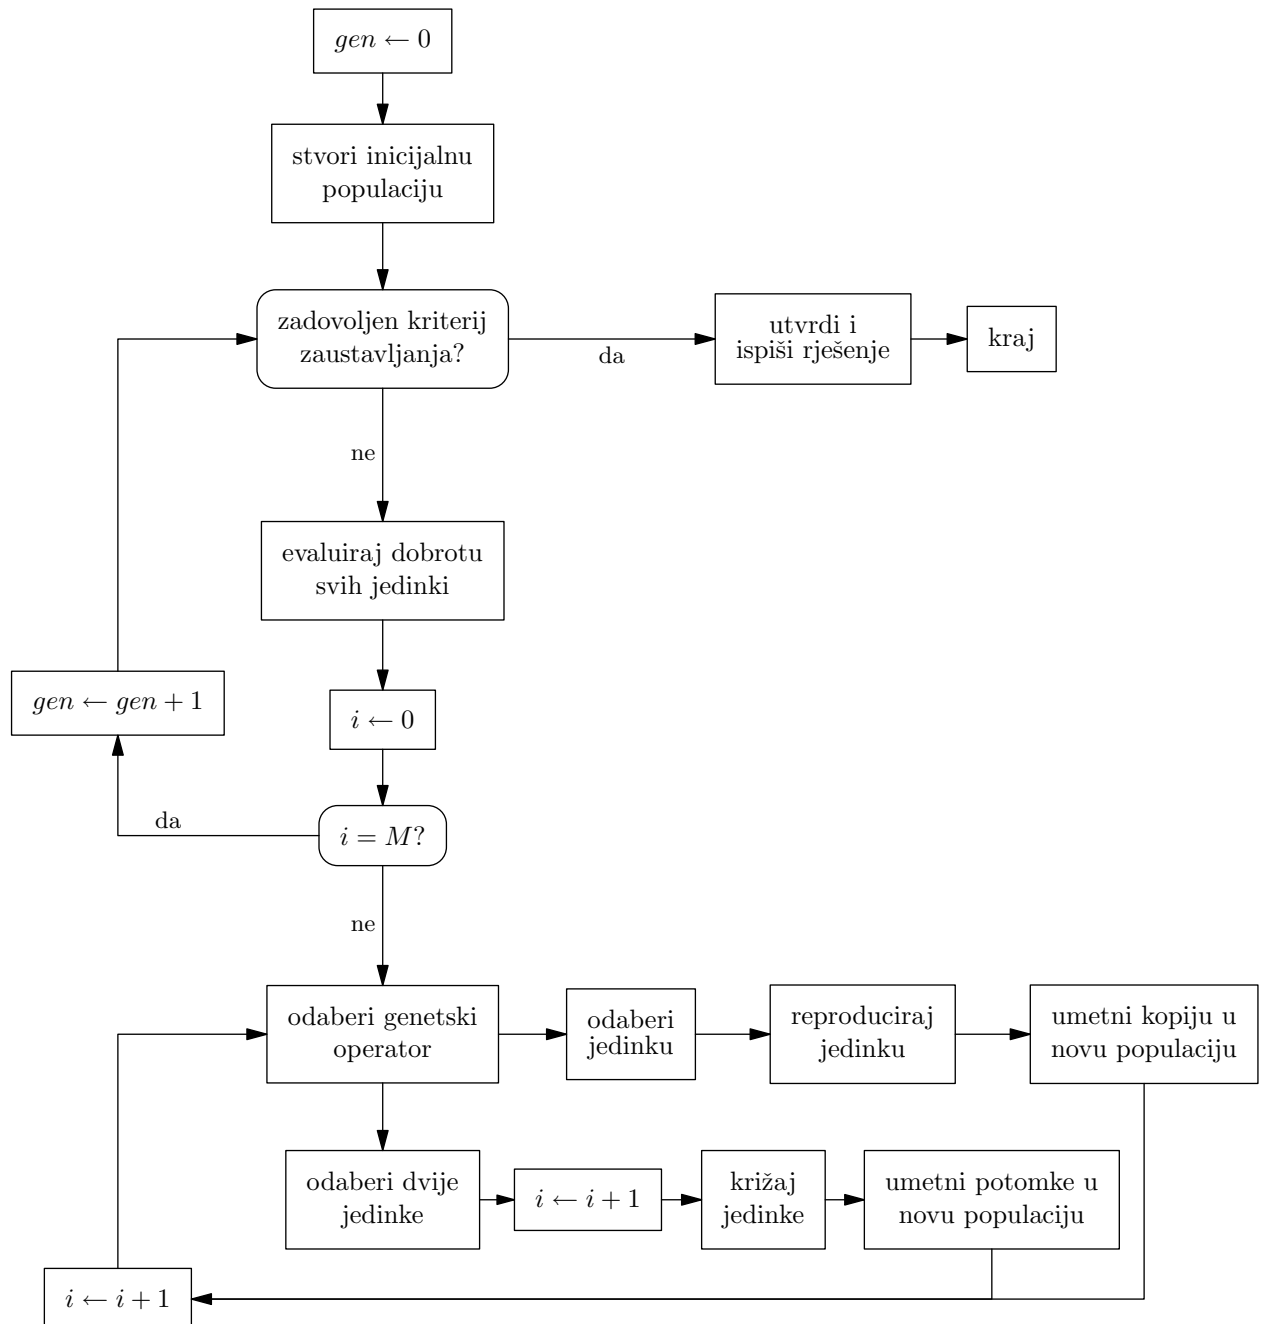 gen ← 0
stvori inicijalnu
populaciju
zadovoljen kriterij
zaustavljanja?
da
utvrdi i
ispiši rješenje
kraj
ne
evaluiraj dobrotu
svih jedinki
gen ← gen + 1
i ← 0
da
i = M?
ne
odaberi genetski
operator
odaberi
jedinku
reproduciraj
jedinku
umetni kopiju u
novu populaciju
odaberi dvije
jedinke
i ← i + 1
križaj
jedinke
umetni potomke u
novu populaciju
i ← i + 1